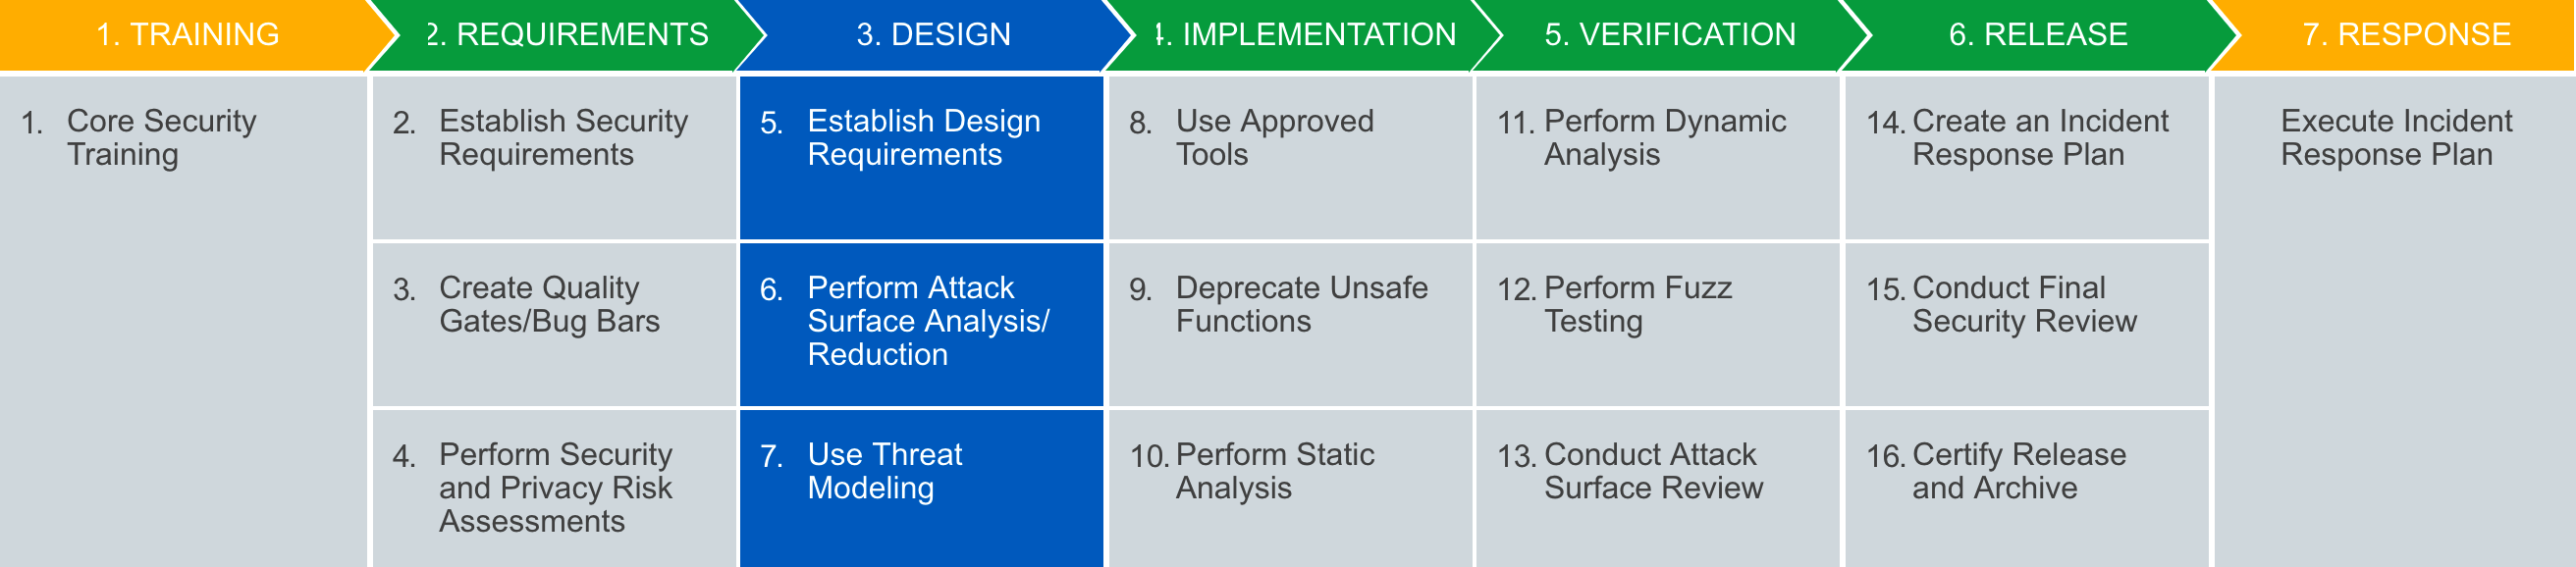 1. TRAINING
2. REQUIREMENTS
3. DESIGN
4. IMPLEMENTATION
5. VERIFICATION
6. RELEASE
7. RESPONSE
1. Core Security
Training
2. Establish Security
Requirements
3. Create Quality
Gates/Bug Bars
4. Perform Security
and Privacy Risk
Assessments
5. Establish Design
Requirements
6. Perform Attack
Surface Analysis/
Reduction
7. Use Threat
Modeling
8. Use Approved
Tools
9. Deprecate Unsafe
Functions
10. Perform Static
Analysis
11. Perform Dynamic
Analysis
12. Perform Fuzz
Testing
13. Conduct Attack
Surface Review
14. Create an Incident
Response Plan
15. Conduct Final
Security Review
16. Certify Release
and Archive
Execute Incident
Response Plan